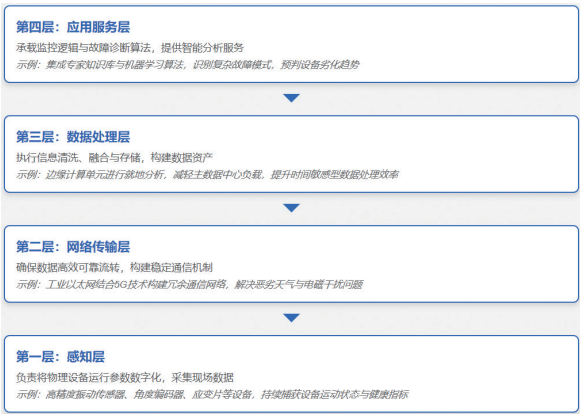 第四层：应用服务层
承载监控逻辑与故障诊断算法，提供智能分析服务
示例：集成专家知识库与机器学习算法，识别复杂故障模式，预判设备劣化趋势
第三层：数据处理层
执行信息清洗、融合与存储，构建数据资产
示例：边缘计算单元进行就地分析，减轻主数据中心负载，提升时间敏感型数据处理效率
第二层：网络传输层
确保数据高效可靠流转，构建稳定通信机制
示例：工业以太网结合5G技术构建冗余通信网络，解决恶劣天气与电磁干扰问题
第一层：感知层
负责将物理设备运行参数数字化，采集现场数据
示例：高精度振动传感器、角度编码器、应变片等设备，持续捕获设备运动状态与健康指标